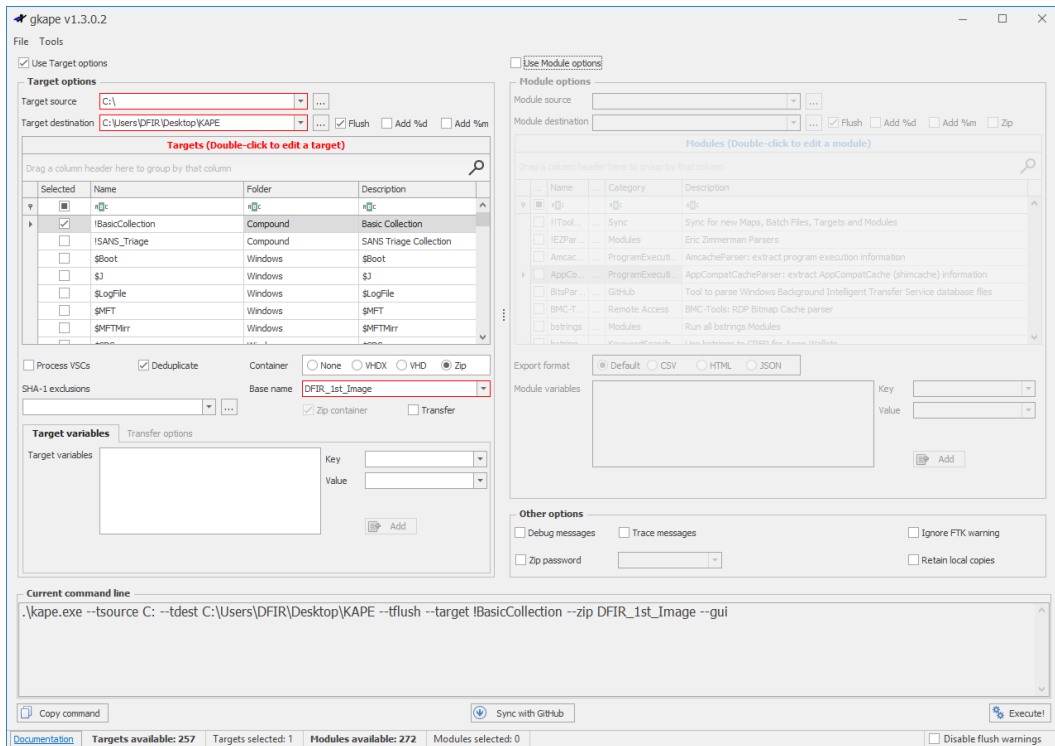 gkape v1.3.0.2
File Tools
Use Target options
Use Module options
Target options
Target source C:\ ...
Target destination C:\Users\DFIR\Desktop\KAPE ... Flush Add %d Add %m
Targets (Double-click to edit a target)
Drag a column header here to group by that column
Selected Name Folder Description
!BasicCollection Compound Basic Collection
!SANS_Triage Compound SANS Triage Collection
$Boot Windows $Boot
$J Windows $J
$LogFile Windows $LogFile
$MFT Windows $MFT
$MFTMirr Windows $MFTMirr
Process VSCs Deduplicate Container None VHDX VHD Zip
SHA-1 exclusions Base name DFIR_1st_Image
... Zip container Transfer
Target variables Transfer options
Target variables Key
Value
Add
Module options
Module source ...
Module destination ... Flush Add %d Add %m Zip
Modules (Double-click to edit a module)
Drag a column header here to group by that column
... Name ... Category Description
!!Tool... ... Sync Sync for new Maps, Batch Files, Targets and Modules
!EZPar... ... Modules Eric Zimmerman Parsers
Amcac... ... ProgramExecuti... AmcacheParser: extract program execution information
AppCo... ... ProgramExecuti... AppCompatCacheParser: extract AppCompatCache (shimcache) information
BitsPar... ... GitHub Tool to parse Windows Background Intelligent Transfer Service database files
BMC-T... ... Remote Access BMC-Tools: RDP Bitmap Cache parser
bstrings ... Modules Run all bstrings Modules
Export format Default CSV HTML JSON
Module variables Key
Value
Add
Other options
Debug messages Trace messages Ignore FTK warning
Zip password Retain local copies
Current command line
.\kape.exe --tsource C: --tdest C:\Users\DFIR\Desktop\KAPE --tflush --target !BasicCollection --zip DFIR_1st_Image --gui
Copy command Sync with GitHub Execute!
Documentation Targets available: 257 Targets selected: 1 Modules available: 272 Modules selected: 0 Disable flush warnings